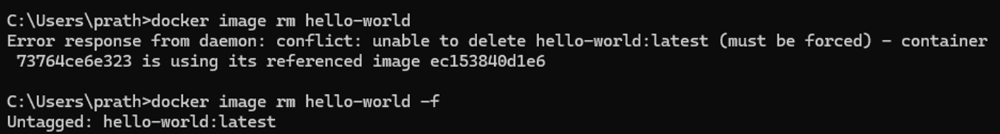 C:\Users\prath>docker image rm hello-world
Error response from daemon: conflict: unable to delete hello-world:latest (must be forced) - container
 73764ce6e323 is using its referenced image ec153840d1e6
C:\Users\prath>docker image rm hello-world -f
Untagged: hello-world:latest